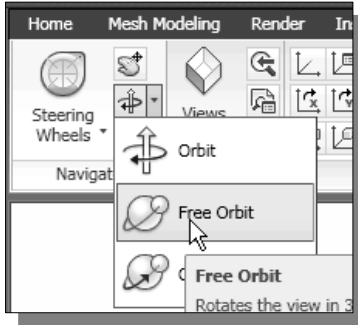 Home Mesh Modeling Render
Steering
Wheels
Views
Navigat
Orbit
Free Orbit
Free Orbit
Rotates the view in 3